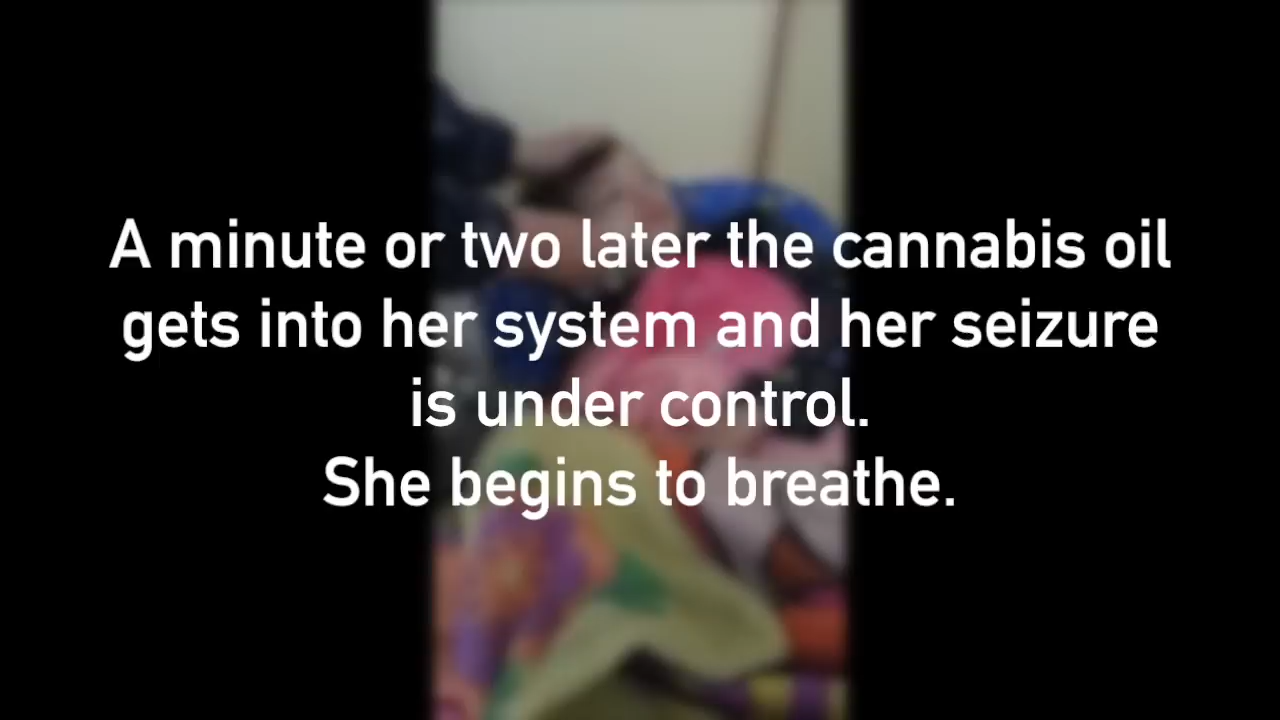 A minute or two later the cannabis oil
gets into her system and her seizure
is under control.
She begins to breathe.